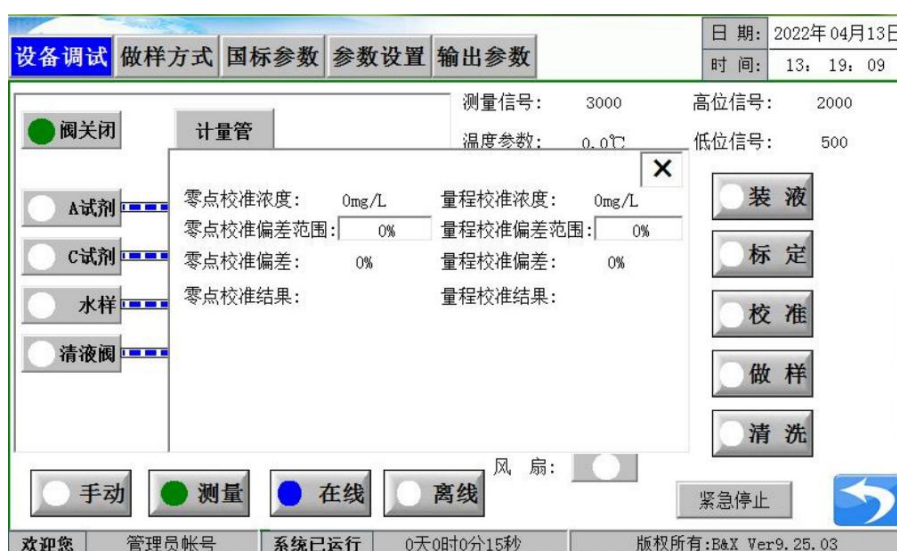 日 期: 2022年04月13日
设备调试 做样方式 国标参数 参数设置 输出参数
时 间: 13: 19: 09
测量信号: 3000 高位信号: 2000
阀关闭 计量管
温度参数: 0.0℃ 低位信号: 500
×
零点校准浓度: 0mg/L 量程校准浓度: 0mg/L
零点校准偏差范围: 0% 量程校准偏差范围: 0%
零点校准偏差: 0% 量程校准偏差: 0%
零点校准结果: 量程校准结果:
A试剂
C试剂
水样
清液阀
装 液
标 定
校 准
做 样
清 洗
风 扇:
手动 测量 在线 离线
紧急停止
欢迎您 管理员帐号 系统已运行 0天0时0分15秒 版权所有:B&X Ver9.25.03